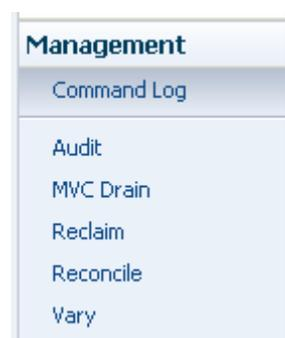 Management
Command Log
Audit
MVC Drain
Reclaim
Reconcile
Vary